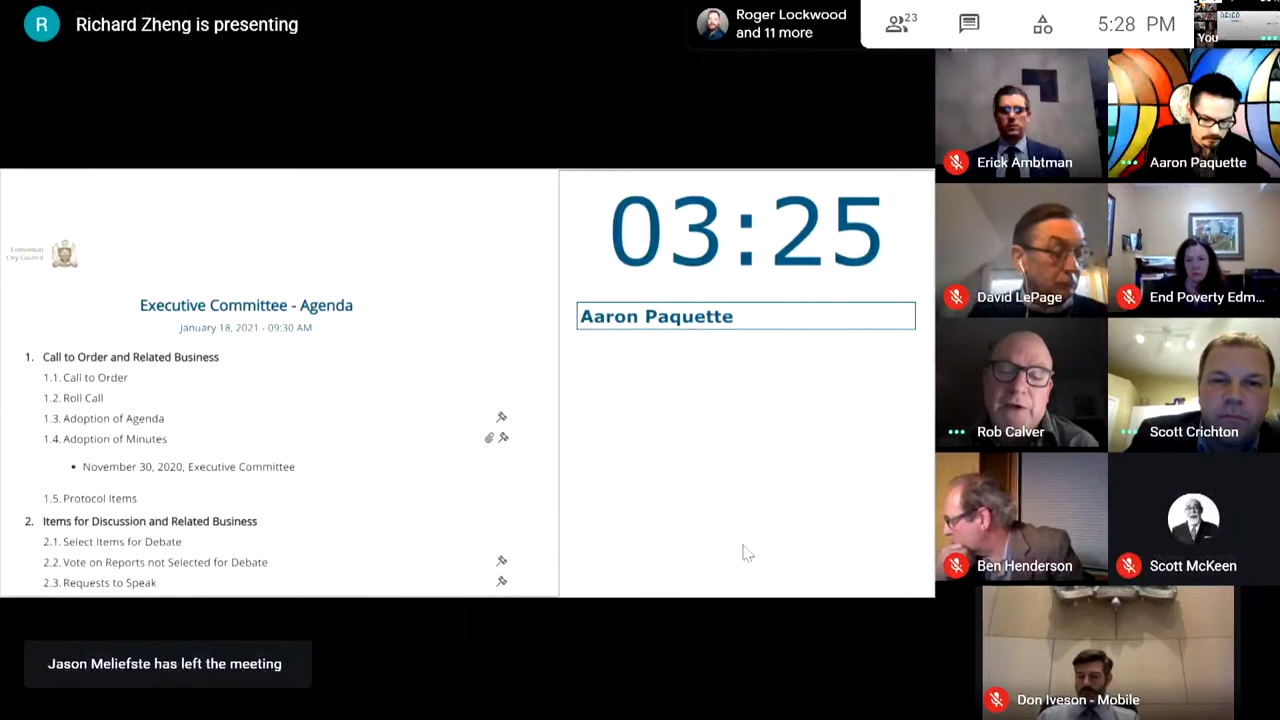 R
Richard Zheng is presenting
Roger Lockwood
and 11 more
23
5:28 PM
You
Erick Ambtman
Aaron Paquette
David LePage
End Poverty Edm...
Rob Calver
Scott Crichton
Ben Henderson
Scott McKeen
Don Iveson - Mobile
03:25
Aaron Paquette
Edmonton
City Council
Executive Committee - Agenda
January 18, 2021 - 09:30 AM
1. Call to Order and Related Business
1.1. Call to Order
1.2. Roll Call
1.3. Adoption of Agenda
1.4. Adoption of Minutes
• November 30, 2020, Executive Committee
1.5. Protocol Items
2. Items for Discussion and Related Business
2.1. Select Items for Debate
2.2. Vote on Reports not Selected for Debate
2.3. Requests to Speak
Jason Meliefste has left the meeting